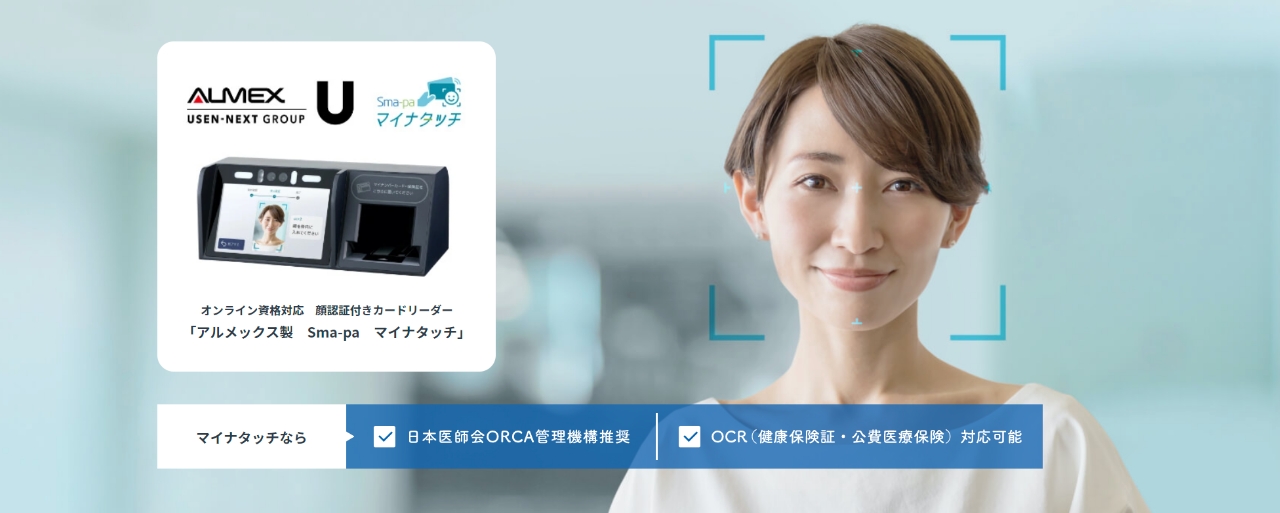 ALMEX
USEN-NEXT GROUP
U
Sma-pa
マイナタッチ
オンライン資格対応　顔認証付きカードリーダー
「アルメックス製　Sma-pa　マイナタッチ」
マイナタッチなら
日本医師会ORCA管理機構推奨
OCR（健康保険証・公費医療保険）対応可能